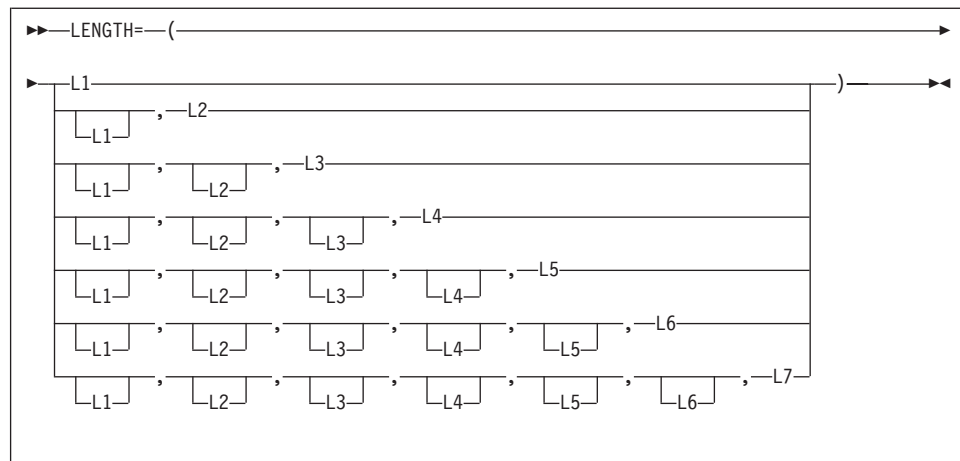 LENGTH= (
L1 )
L1 , L2
L1 , L2 , L3
L1 , L2 , L3 , L4
L1 , L2 , L3 , L4 , L5
L1 , L2 , L3 , L4 , L5 , L6
L1 , L2 , L3 , L4 , L5 , L6 , L7